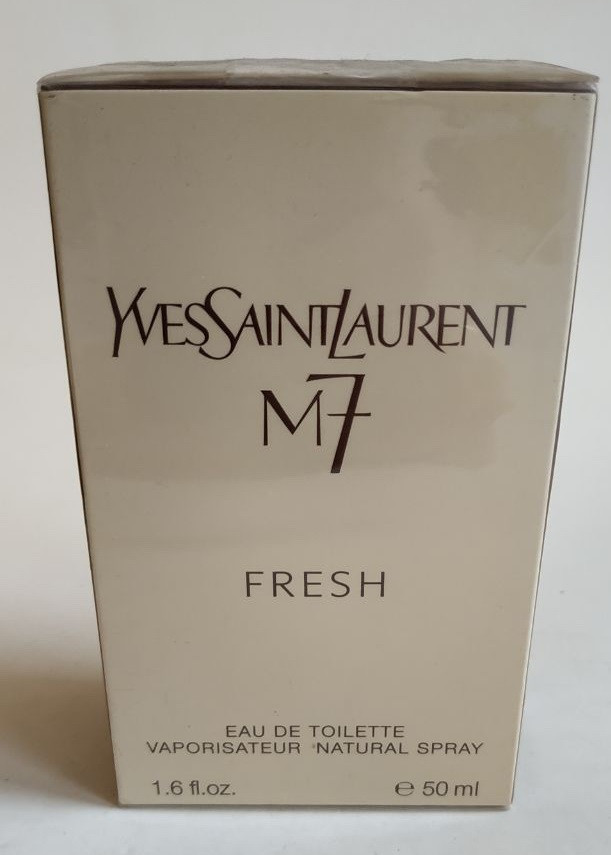 YVESSAINTLAURENT
M7
FRESH
EAU DE TOILETTE
VAPORISATEUR NATURAL SPRAY
1.6 fl.oz. ℮ 50 ml